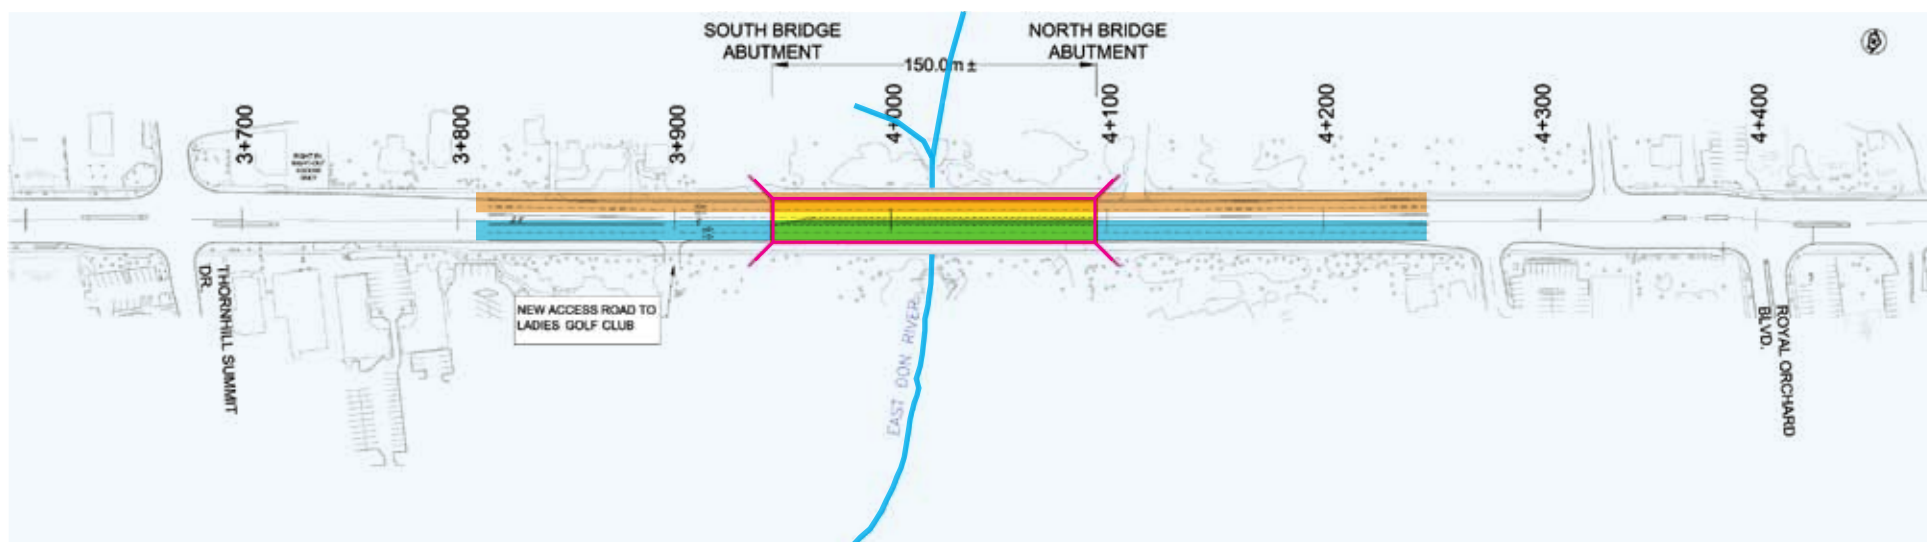 SOUTH BRIDGE
ABUTMENT
NORTH BRIDGE
ABUTMENT
150.0m ±
3+700
3+800
3+900
4+000
4+100
4+200
4+300
4+400
THORNHILL SUMMIT
DR.
NEW ACCESS ROAD TO
LADIES GOLF CLUB
EAST DON RIVER
ROYAL ORCHARD
BLVD.